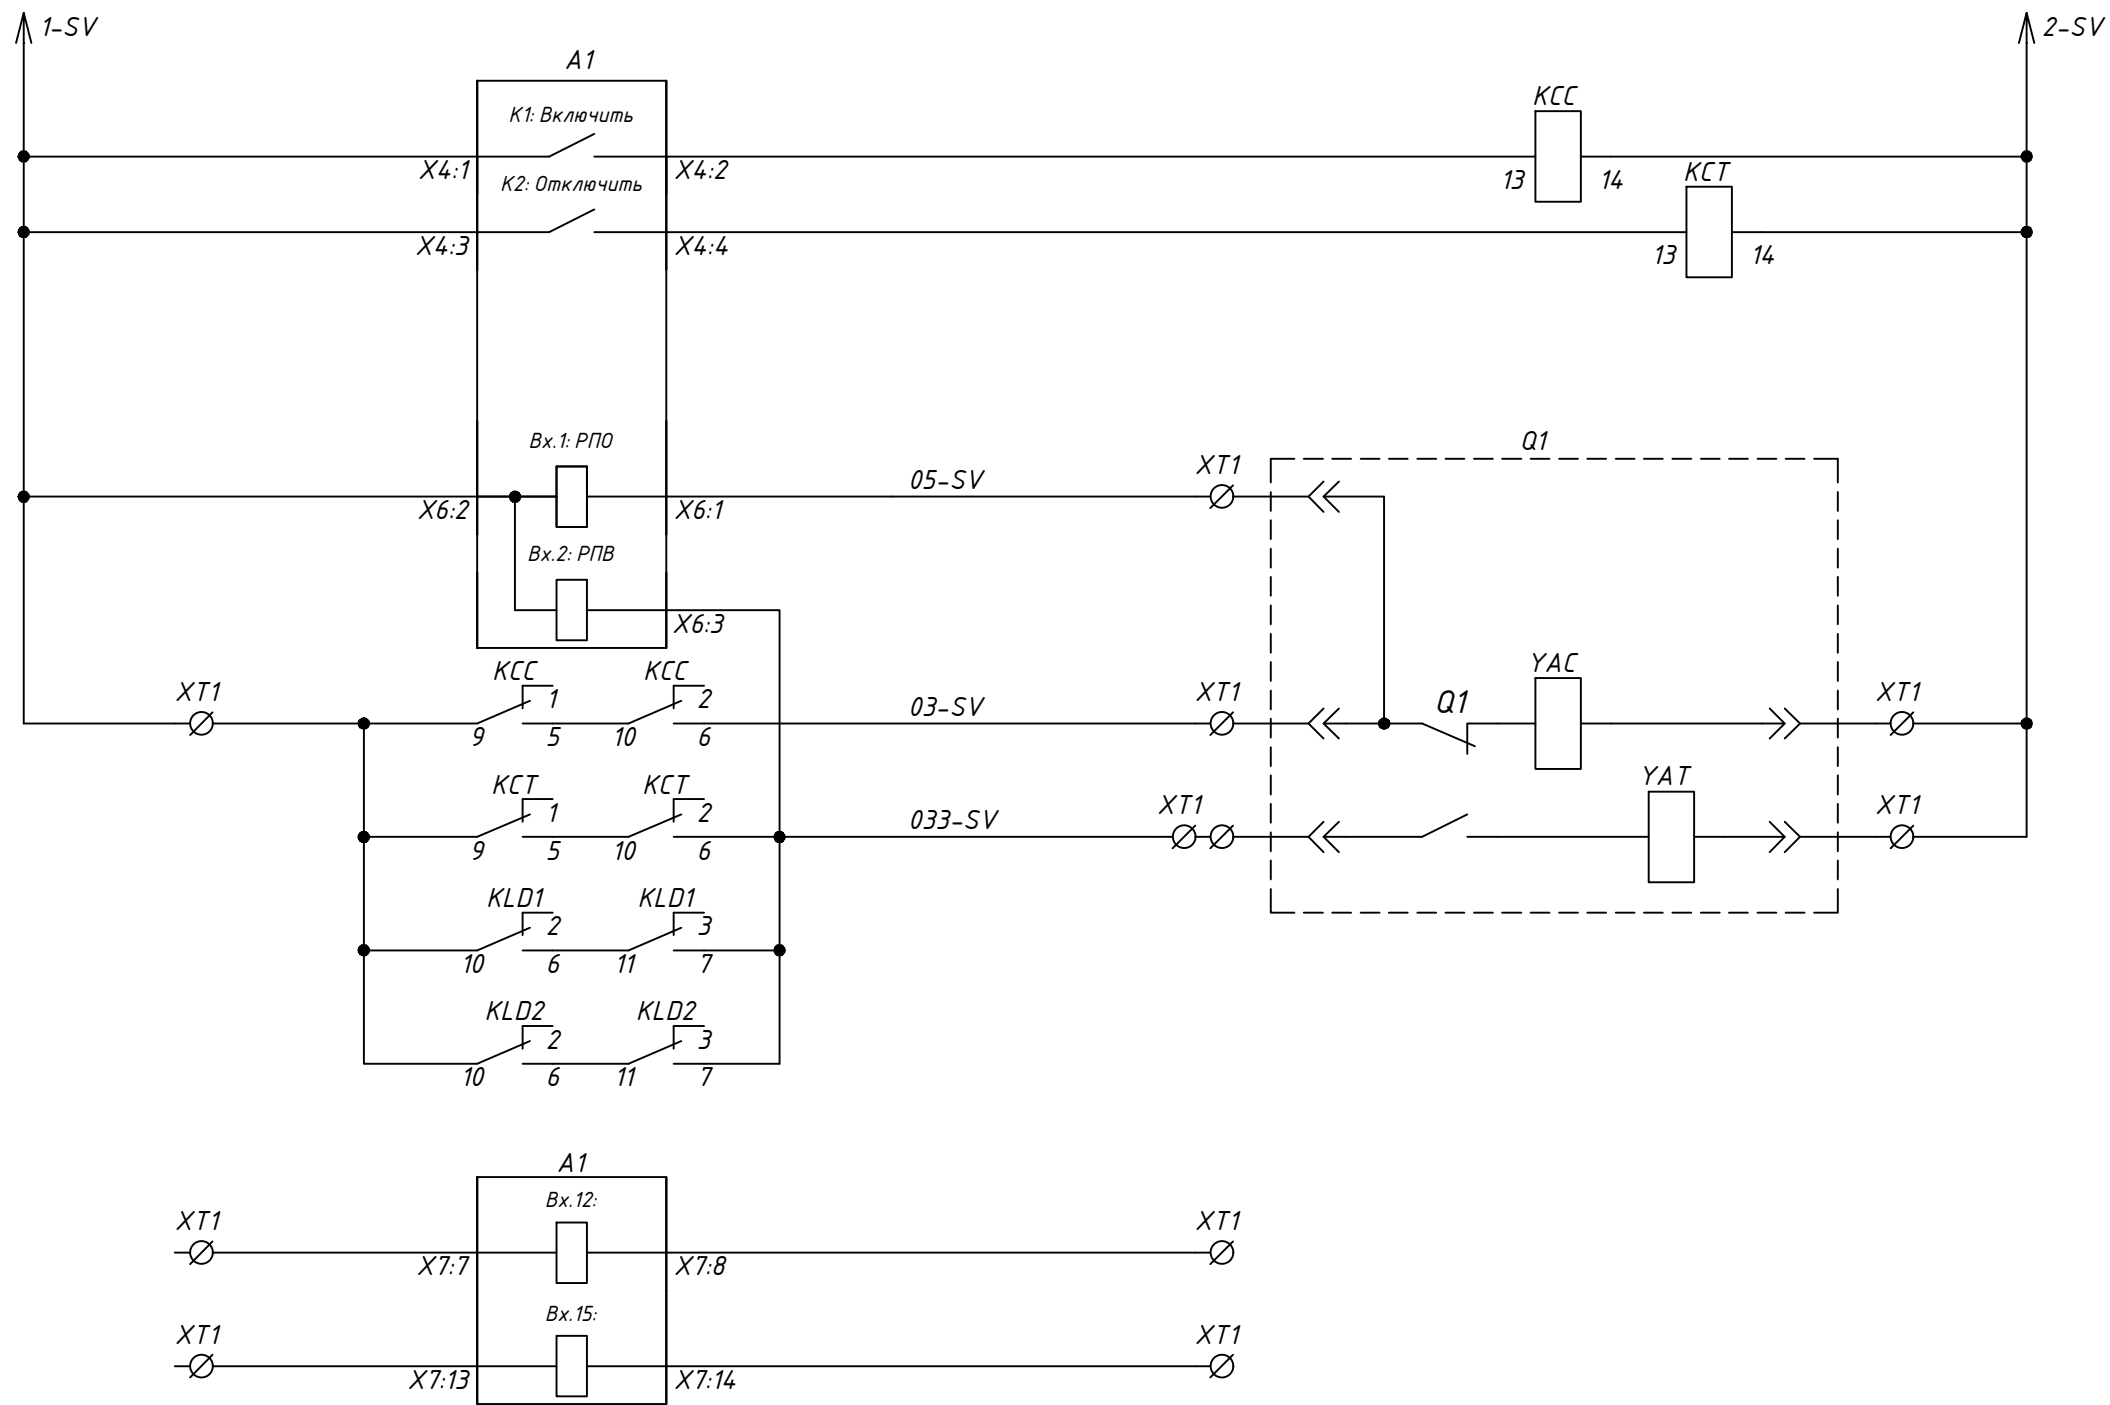 1-SV
2-SV
A1
KCC
K1: Включить
X4:1
X4:2
13
14
KCT
K2: Отключить
X4:3
X4:4
13
14
Вх.1: РПО
Q1
05-SV
XT1
X6:2
X6:1
Вх.2: РПВ
X6:3
XT1
KCC
1
KCC
2
03-SV
XT1
Q1
YAC
XT1
9
5
10
6
KCT
1
KCT
2
033-SV
XT1
YAT
XT1
9
5
10
6
KLD1
2
KLD1
3
10
6
11
7
KLD2
2
KLD2
3
10
6
11
7
A1
Вх.12:
XT1
XT1
X7:7
X7:8
Вх.15:
XT1
XT1
X7:13
X7:14